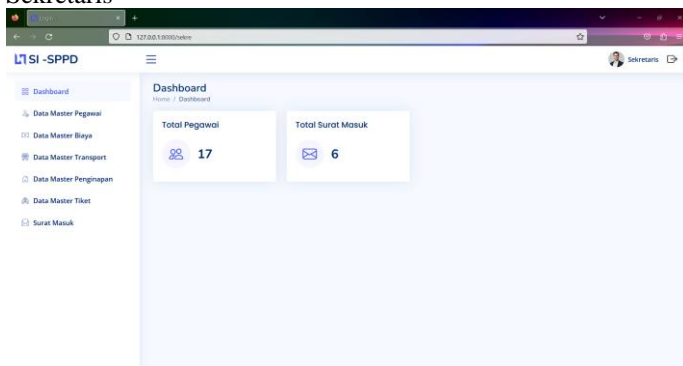 Sekretaris
127.0.0.1:8000/sekre
SI -SPPD
Sekretaris
Dashboard
Data Master Pegawai
Data Master Biaya
Data Master Transport
Data Master Penginapan
Data Master Tiket
Surat Masuk
Dashboard
Home / Dashboard
Total Pegawai
17
Total Surat Masuk
6